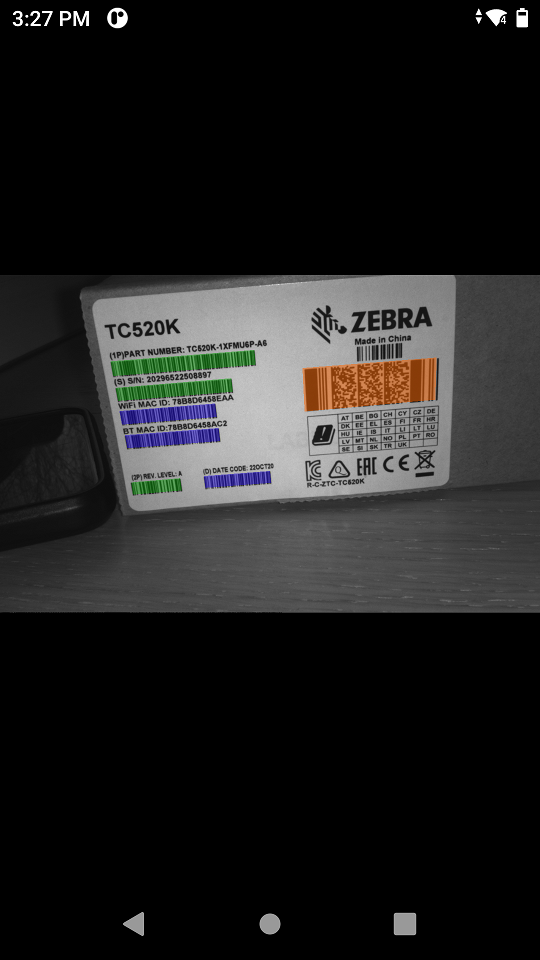 3:27 PM
4
TC520K
(1P)PART NUMBER: TC520K-1XFMU6P-A6
(S) S/N: 20296522508897
WiFi MAC ID: 78B8D6458EAA
BT MAC ID:78B8D6458AC2
(2P) REV. LEVEL: A
(D) DATE CODE: 22OCT20
ZEBRA
Made in China
AT BE BG CH CY CZ DE
DK EE EL ES FI FR HR
HU IE IS IT LI LT LU
LV MT NL NO PL PT RO
SE SI SK TR UK
EAC CE
R-C-ZTC-TC520K